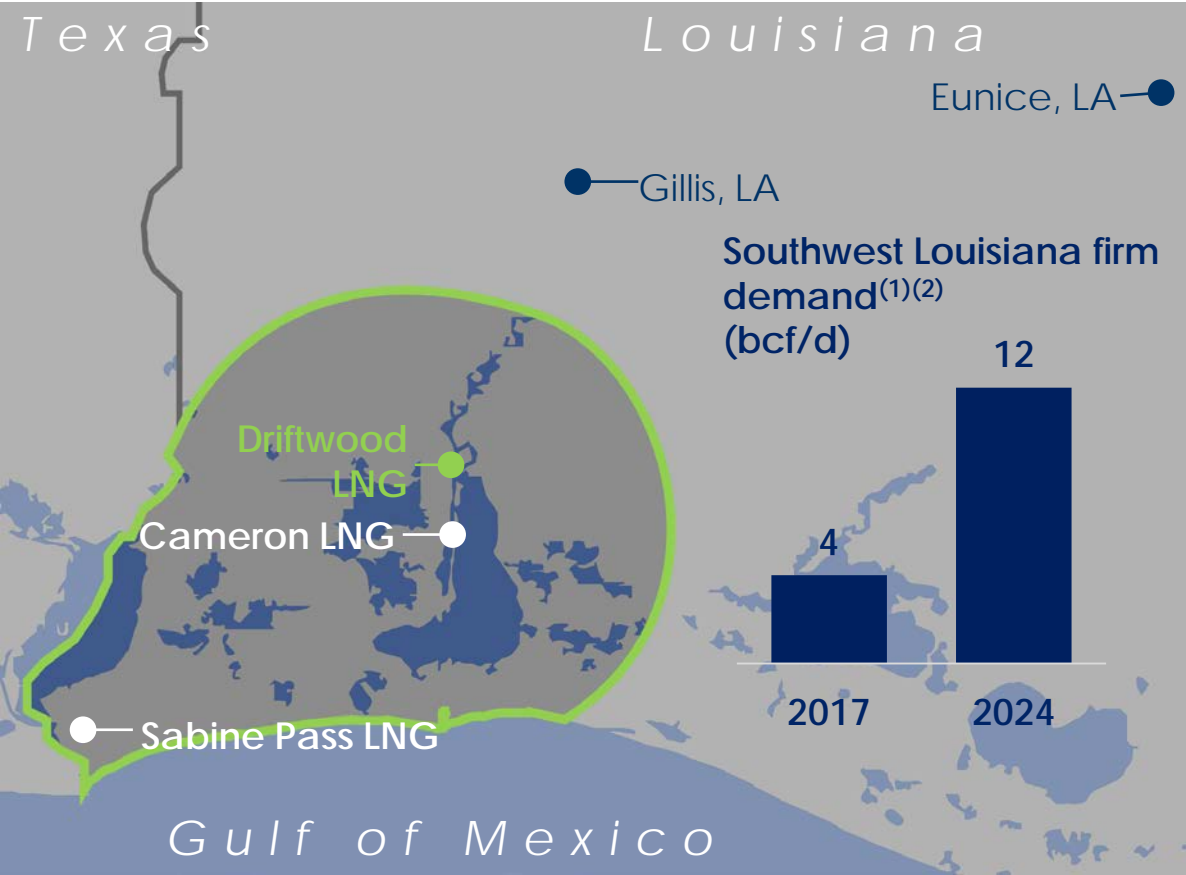 Texas
Louisiana
Eunice, LA
Gillis, LA
Southwest Louisiana firm
demand(1)(2)
(bcf/d)
12
4
2017
2024
Driftwood
LNG
Cameron LNG
Sabine Pass LNG
Gulf of Mexico